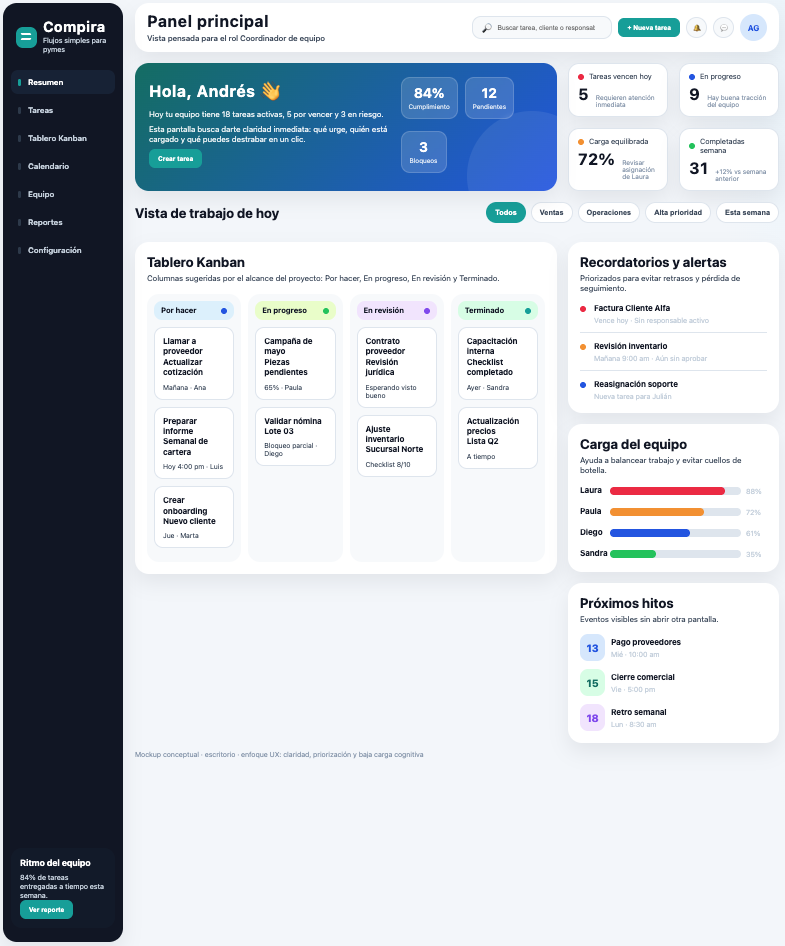 Compira
Flujos simples para
pymes
Resumen
Tareas
Tablero Kanban
Calendario
Equipo
Reportes
Configuración
Ritmo del equipo
84% de tareas
entregadas a tiempo esta
semana.
Ver reporte
Panel principal
Vista pensada para el rol Coordinador de equipo
Buscar tarea, cliente o responsat
+ Nueva tarea
AG
Hola, Andrés 👋
Hoy tu equipo tiene 18 tareas activas, 5 por vencer y 3 en riesgo.
Esta pantalla busca darte claridad inmediata: qué urge, quién está
cargado y qué puedes destrabar en un clic.
Crear tarea
84%
Cumplimiento
12
Pendientes
3
Bloqueos
Tareas vencen hoy
5 Requieren atención
inmediata
En progreso
9 Hay buena tracción
del equipo
Carga equilibrada
72% Revisar
asignación
de Laura
Completadas
semana
31 +12% vs semana
anterior
Vista de trabajo de hoy
Todos
Ventas
Operaciones
Alta prioridad
Esta semana
Tablero Kanban
Columnas sugeridas por el alcance del proyecto: Por hacer, En progreso, En revisión y Terminado.
Por hacer
Llamar a
proveedor
Actualizar
cotización
Mañana · Ana
Preparar
informe
Semanal de
cartera
Hoy 4:00 pm · Luis
Crear
onboarding
Nuevo cliente
Jue · Marta
En progreso
Campaña de
mayo
Piezas
pendientes
65% · Paula
Validar nómina
Lote 03
Bloqueo parcial ·
Diego
En revisión
Contrato
proveedor
Revisión
jurídica
Esperando visto
bueno
Ajuste
inventario
Sucursal Norte
Checklist 8/10
Terminado
Capacitación
interna
Checklist
completado
Ayer · Sandra
Actualización
precios
Lista Q2
A tiempo
Recordatorios y alertas
Priorizados para evitar retrasos y pérdida de
seguimiento.
Factura Cliente Alfa
Vence hoy · Sin responsable activo
Revisión inventario
Mañana 9:00 am · Aún sin aprobar
Reasignación soporte
Nueva tarea para Julián
Carga del equipo
Ayuda a balancear trabajo y evitar cuellos de
botella.
Laura 88%
Paula 72%
Diego 61%
Sandra 35%
Próximos hitos
Eventos visibles sin abrir otra pantalla.
13 Pago proveedores
Mié · 10:00 am
15 Cierre comercial
Vie · 5:00 pm
18 Retro semanal
Lun · 8:30 am
Mockup conceptual · escritorio · enfoque UX: claridad, priorización y baja carga cognitiva